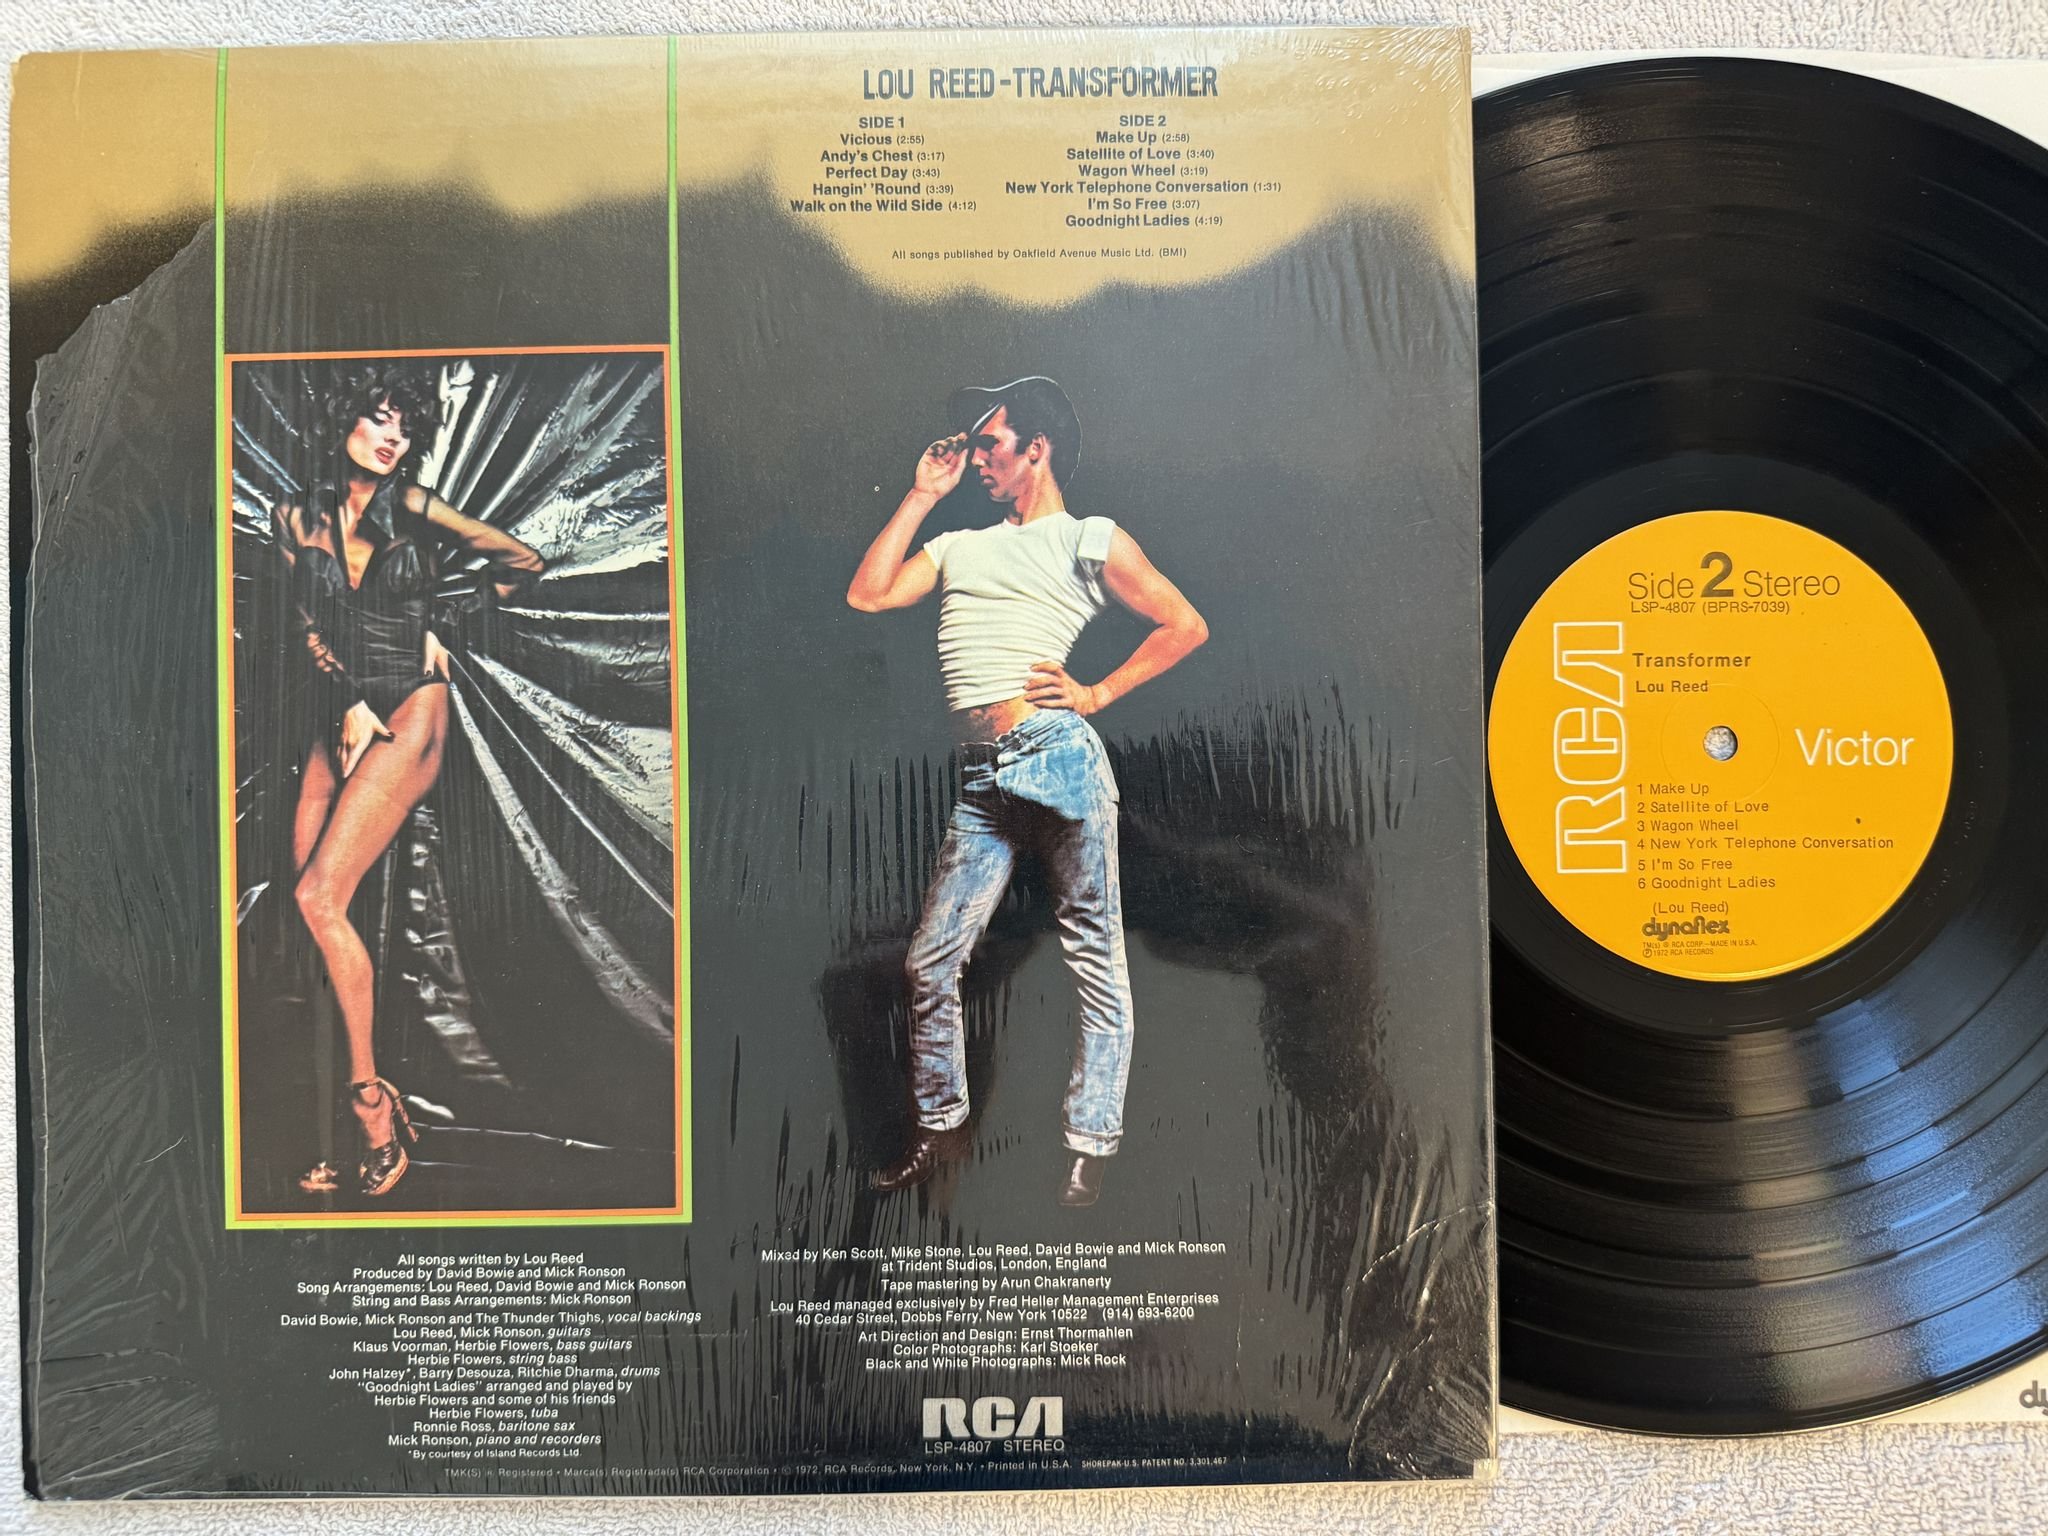 LOU REED-TRANSFORMER
SIDE 1
Vicious (2:55)
Andy's Chest (3:17)
Perfect Day (3:43)
Hangin' 'Round (3:39)
Walk on the Wild Side (4:12)
SIDE 2
Make Up (2:58)
Satellite of Love (3:40)
Wagon Wheel (3:19)
New York Telephone Conversation (1:31)
I'm So Free (3:07)
Goodnight Ladies (4:19)
All songs published by Oakfield Avenue Music Ltd. (BMI)
All songs written by Lou Reed
Produced by David Bowie and Mick Ronson
Song Arrangements: Lou Reed, David Bowie and Mick Ronson
String and Bass Arrangements: Mick Ronson
David Bowie, Mick Ronson and The Thunder Thighs, vocal backings
Lou Reed, Mick Ronson, guitars
Klaus Voorman, Herbie Flowers, bass guitars
Herbie Flowers, string bass
John Halzey*, Barry Desouza, Ritchie Dharma, drums
"Goodnight Ladies" arranged and played by
Herbie Flowers and some of his friends
Herbie Flowers, tuba
Ronnie Ross, baritone sax
Mick Ronson, piano and recorders
*By courtesy of Island Records Ltd.
Mixed by Ken Scott, Mike Stone, Lou Reed, David Bowie and Mick Ronson
at Trident Studios, London, England
Tape mastering by Arun Chakranerty
Lou Reed managed exclusively by Fred Heller Management Enterprises
40 Cedar Street, Dobbs Ferry, New York 10522 (914) 693-6200
Art Direction and Design: Ernst Thormahlen
Color Photographs: Karl Stoeker
Black and White Photographs: Mick Rock
RCA
LSP-4807 STEREO
TMK(S) ® Registered • Marca(s) Registrada(s) RCA Corporation • © 1972, RCA Records, New York, N.Y. • Printed in U.S.A. SHOREPAK-U.S. PATENT NO. 3,301,467
Side 2 Stereo
LSP-4807 (BPRS-7039)
RCA
Transformer
Lou Reed
Victor
1 Make Up
2 Satellite of Love
3 Wagon Wheel
4 New York Telephone Conversation
5 I'm So Free
6 Goodnight Ladies
(Lou Reed)
dynaflex
TM(s) ® RCA CORP.—MADE IN U.S.A.
℗ 1972 RCA RECORDS
dy